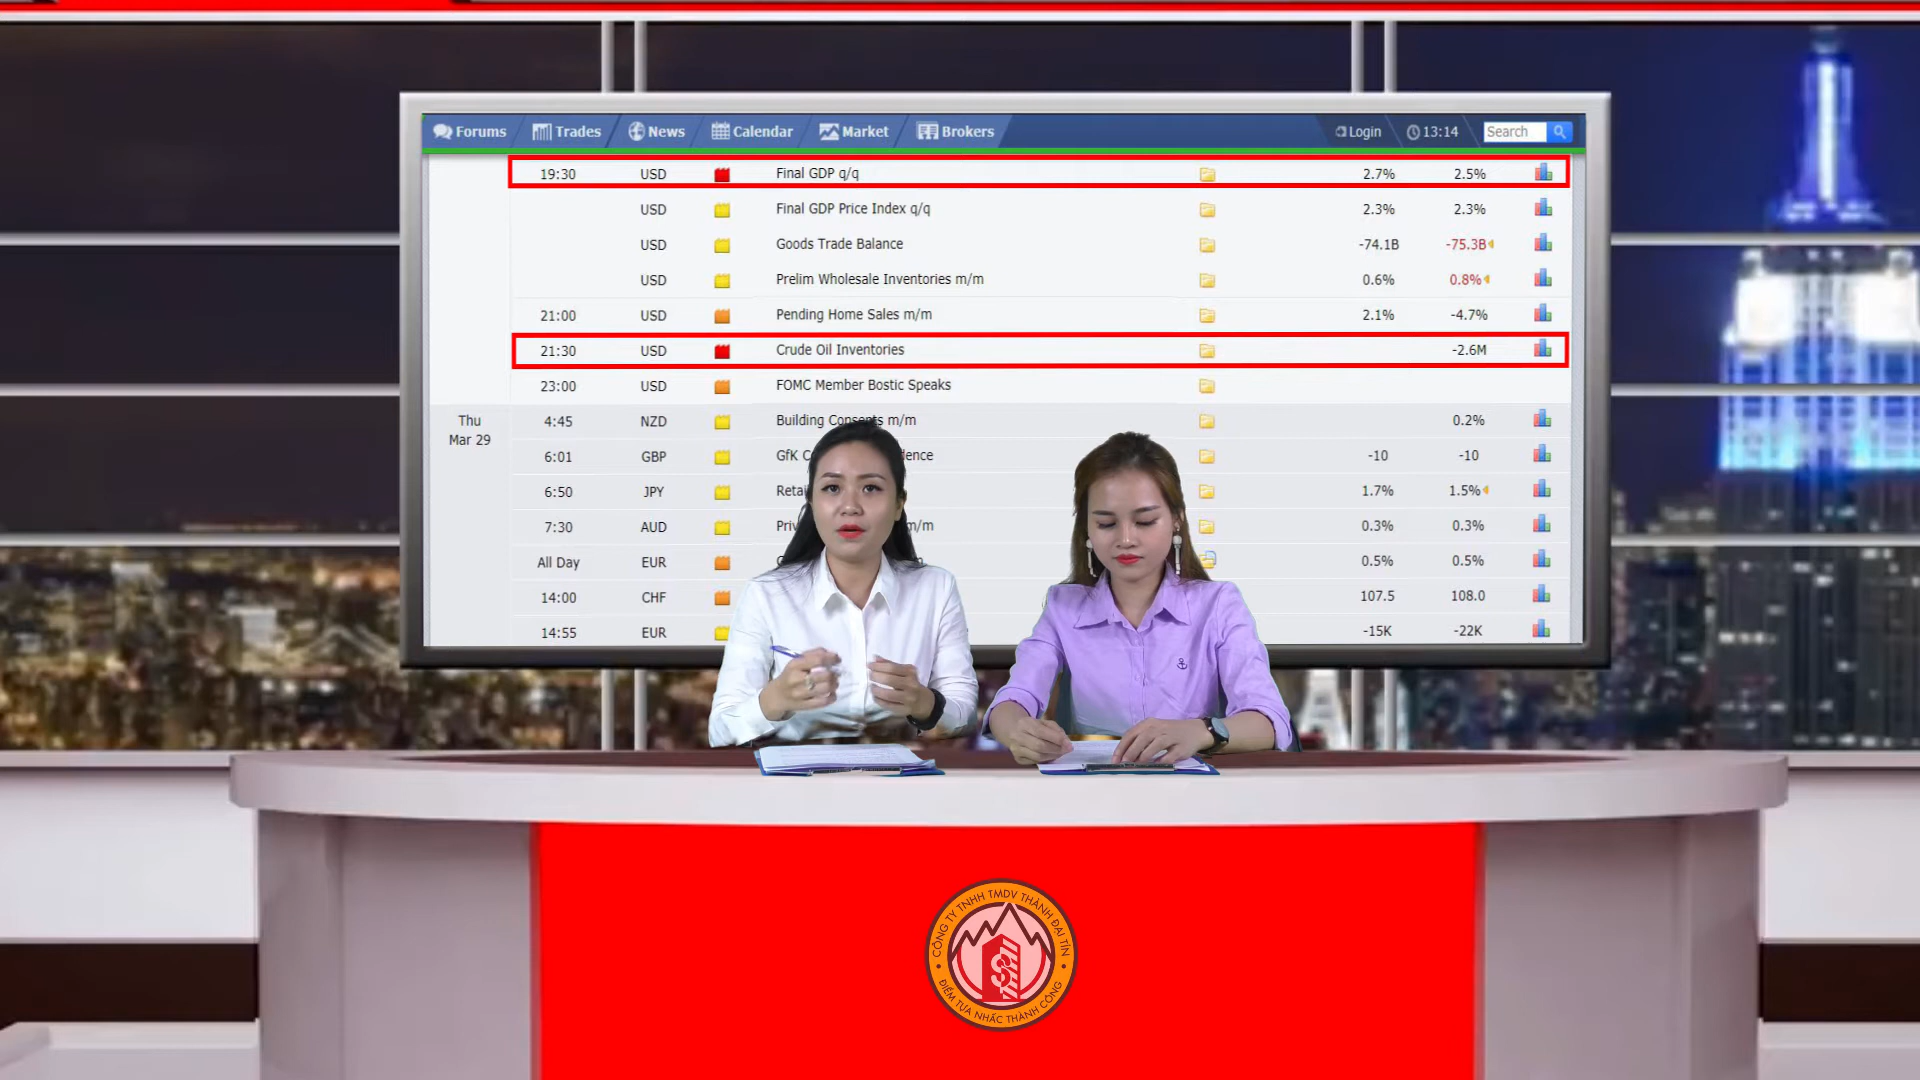 Forums Trades News Calendar Market Brokers Login 13:14 Search
19:30 USD Final GDP q/q 2.7% 2.5%
USD Final GDP Price Index q/q 2.3% 2.3%
USD Goods Trade Balance -74.1B -75.3B
USD Prelim Wholesale Inventories m/m 0.6% 0.8%
21:00 USD Pending Home Sales m/m 2.1% -4.7%
21:30 USD Crude Oil Inventories -2.6M
23:00 USD FOMC Member Bostic Speaks
Thu
Mar 29
4:45 NZD Building Consents m/m 0.2%
6:01 GBP GfK -10 -10
6:50 JPY 1.7% 1.5%
7:30 AUD m/m 0.3% 0.3%
All Day EUR 0.5% 0.5%
14:00 CHF 107.5 108.0
14:55 EUR -15K -22K
CÔNG TY TNHH TMDV THÀNH ĐẠI TÍN
ĐIỂM TỰA NHẤC THÀNH CÔNG